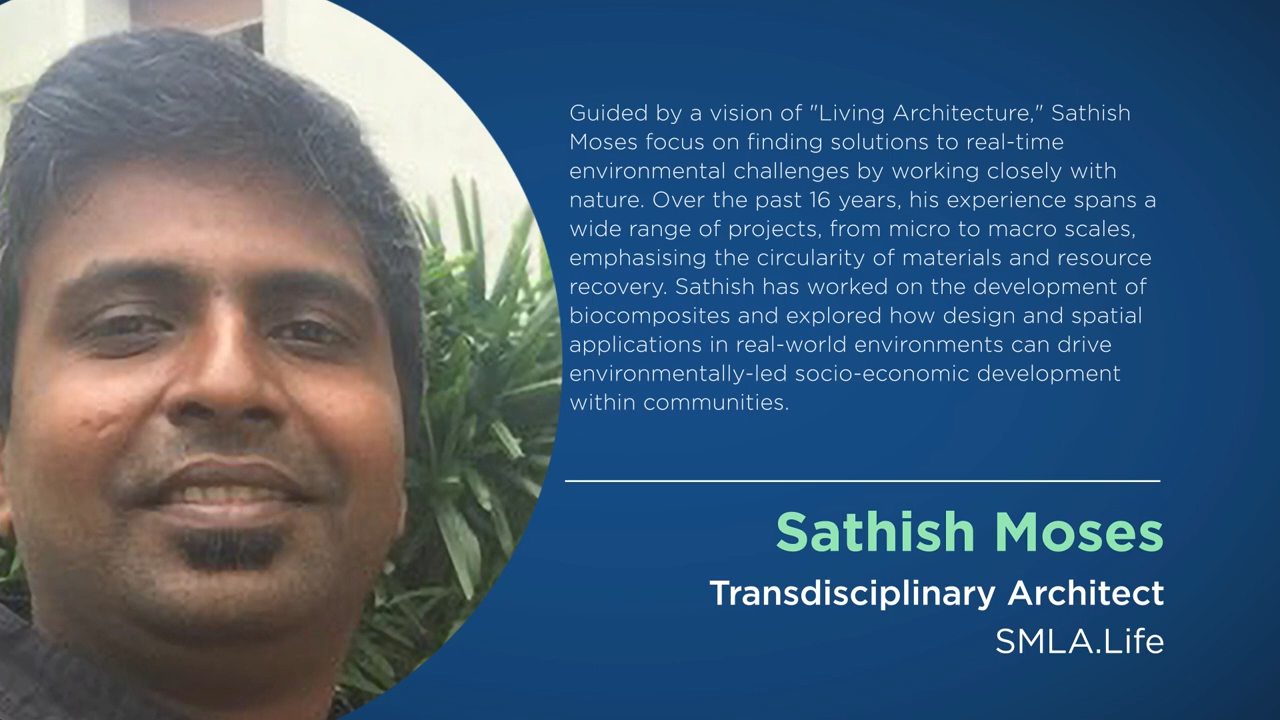 Guided by a vision of "Living Architecture," Sathish
Moses focus on finding solutions to real-time
environmental challenges by working closely with
nature. Over the past 16 years, his experience spans a
wide range of projects, from micro to macro scales,
emphasising the circularity of materials and resource
recovery. Sathish has worked on the development of
biocomposites and explored how design and spatial
applications in real-world environments can drive
environmentally-led socio-economic development
within communities.
Sathish Moses
Transdisciplinary Architect
SMLA.Life